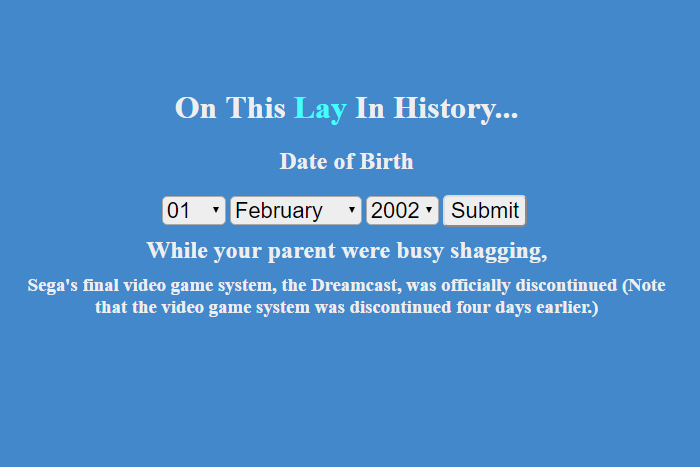 On This Lay In History...
Date of Birth
01 February 2002 Submit
While your parent were busy shagging,
Sega's final video game system, the Dreamcast, was officially discontinued (Note
that the video game system was discontinued four days earlier.)